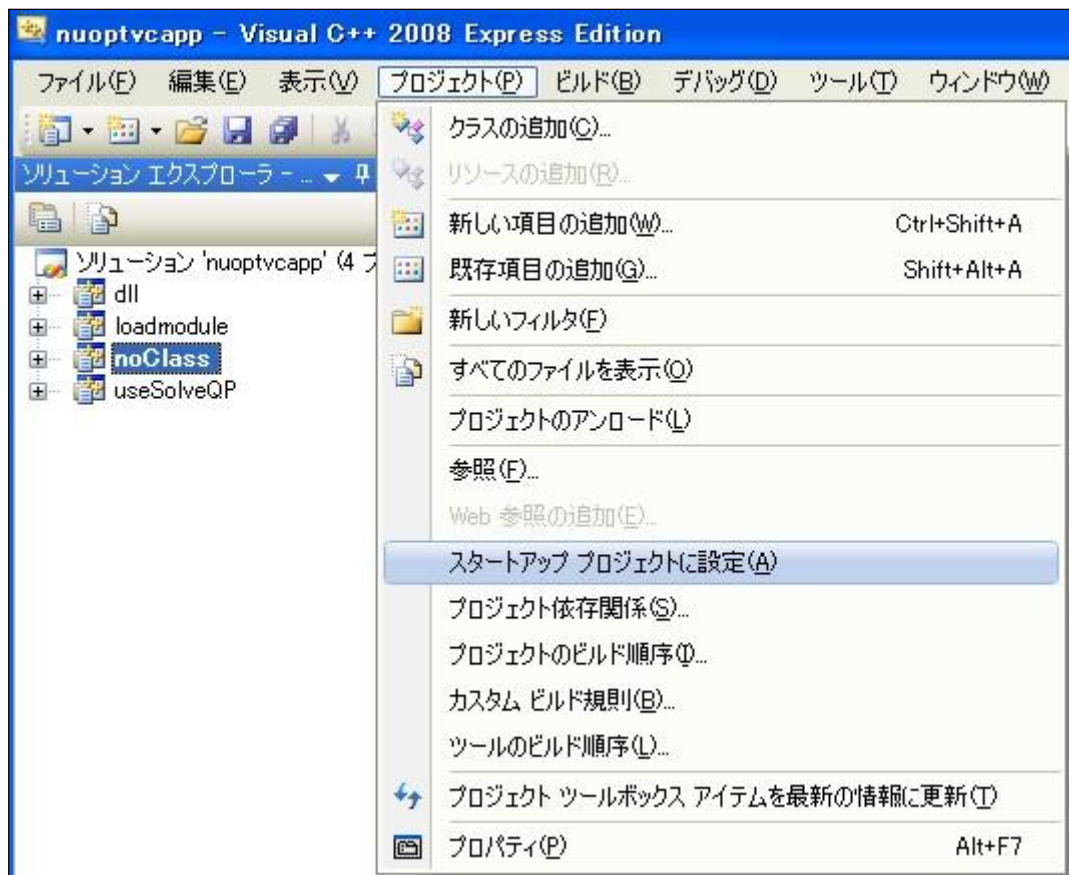 nuoptvcapp - Visual C++ 2008 Express Edition
ファイル(F) 編集(E) 表示(V) プロジェクト(P) ビルド(B) デバッグ(D) ツール(T) ウィンドウ(W)
ソリューション エクスプローラ - ...
ソリューション 'nuoptvcapp' (4 プ
dll
loadmodule
noClass
useSolveQP
クラスの追加(C)...
リソースの追加(R)...
新しい項目の追加(W)... Ctrl+Shift+A
既存項目の追加(G)... Shift+Alt+A
新しいフィルタ(F)
すべてのファイルを表示(O)
プロジェクトのアンロード(L)
参照(F)...
Web 参照の追加(E)...
スタートアップ プロジェクトに設定(A)
プロジェクト依存関係(S)...
プロジェクトのビルド順序(I)...
カスタム ビルド規則(B)...
ツールのビルド順序(L)...
プロジェクト ツールボックス アイテムを最新の情報に更新(T)
プロパティ(P) Alt+F7